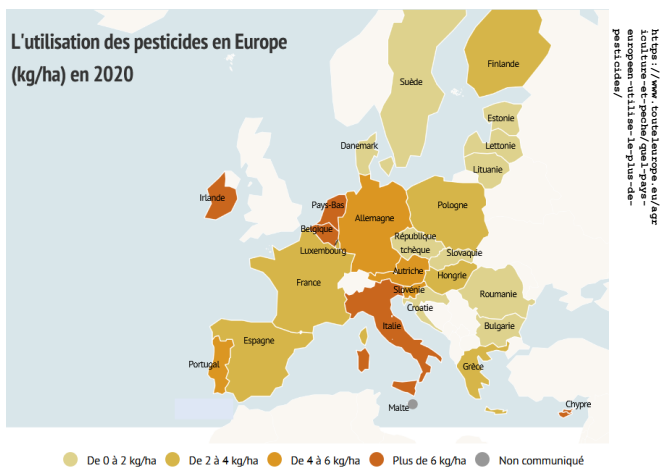 L'utilisation des pesticides en Europe
(kg/ha) en 2020
Finlande
Suède
Estonie
Danemark
Lettonie
Lituanie
Irlande
Pays-Bas
Pologne
Allemagne
Belgique
République
tchèque
Luxembourg
Slovaquie
Autriche
Hongrie
France
Slovénie
Roumanie
Croatie
Italie
Bulgarie
Espagne
Portugal
Grèce
Malte
Chypre
De 0 à 2 kg/ha
De 2 à 4 kg/ha
De 4 à 6 kg/ha
Plus de 6 kg/ha
Non communiqué
https://www.touteleurope.eu/agr
iculture-et-peche/quel-pays-
europeen-utilise-le-plus-de-
pesticides/